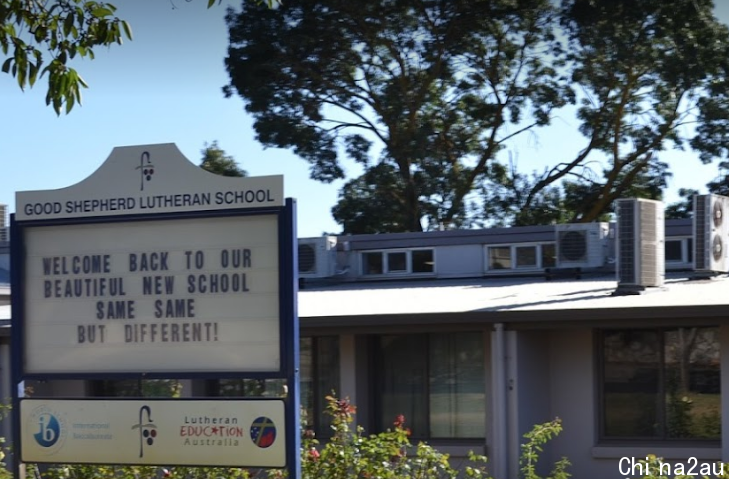 GOOD SHEPHERD LUTHERAN SCHOOL
WELCOME BACK TO OUR
BEAUTIFUL NEW SCHOOL
SAME SAME
BUT DIFFERENT!
ib
Lutheran
EDUCATION
Australia
Chi na2au